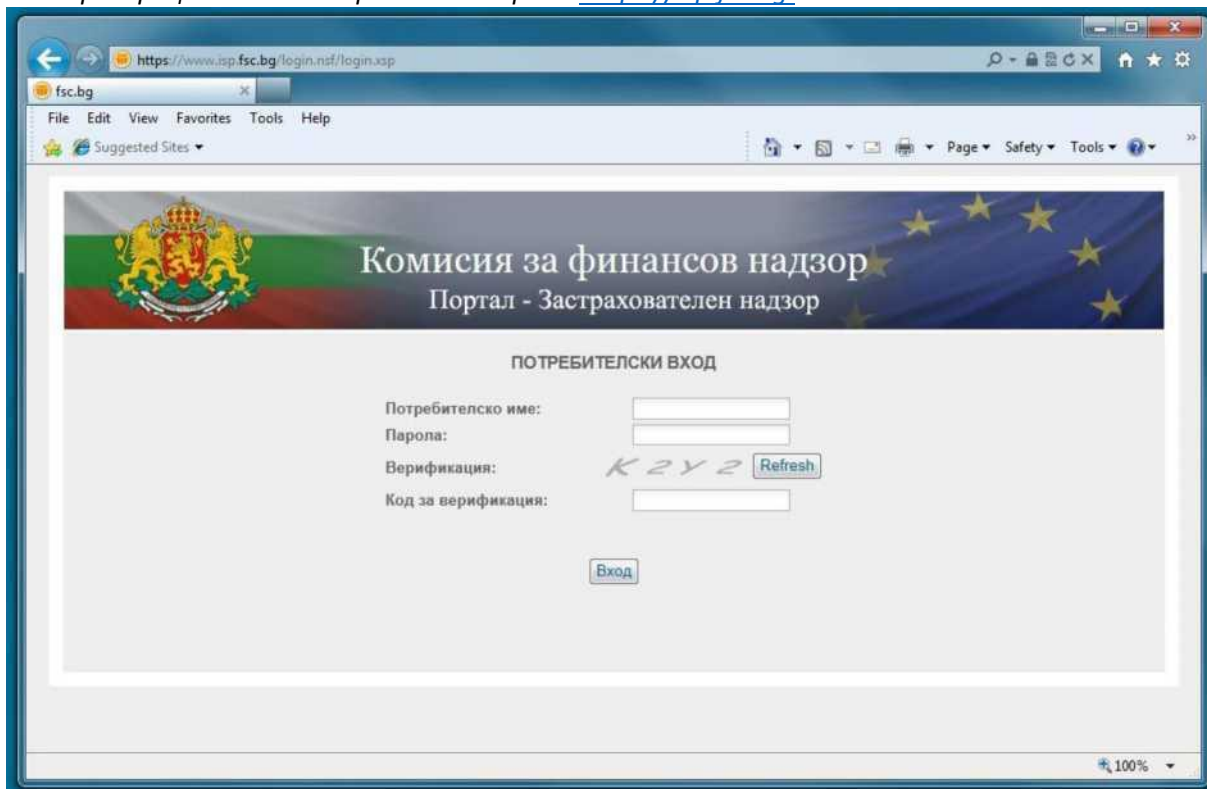 https://www.isp.fsc.bg/login.nsf/login.xsp
fsc.bg
File Edit View Favorites Tools Help
Suggested Sites
Page Safety Tools
Комисия за финансов надзор
Портал - Застрахователен надзор
ПОТРЕБИТЕЛСКИ ВХОД
Потребителско име:
Парола:
Верификация: K 2 Y 2 Refresh
Код за верификация:
Вход
100%